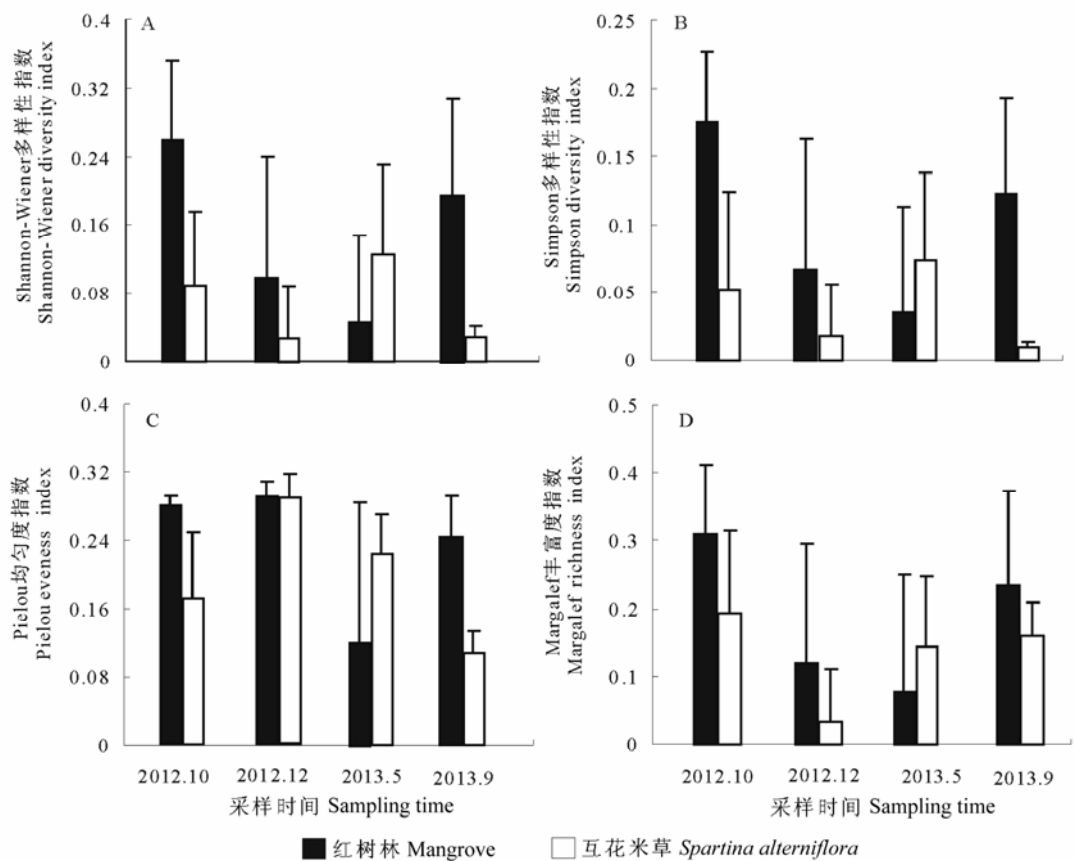 A
0.4
0.32
0.24
0.16
0.08
0
Shannon-Wiener多样性指数
Shannon-Wiener diversity index
B
0.25
0.2
0.15
0.1
0.05
0
Simpson多样性指数
Simpson diversity index
C
0.4
0.32
0.24
0.16
0.08
0
Pielou均匀度指数
Pielou eveness index
2012.10 2012.12 2013.5 2013.9
采样时间 Sampling time
D
0.5
0.4
0.3
0.2
0.1
0
Margalef丰富度指数
Margalef richness index
2012.10 2012.12 2013.5 2013.9
采样时间 Sampling time
红树林 Mangrove
互花米草 Spartina alterniflora